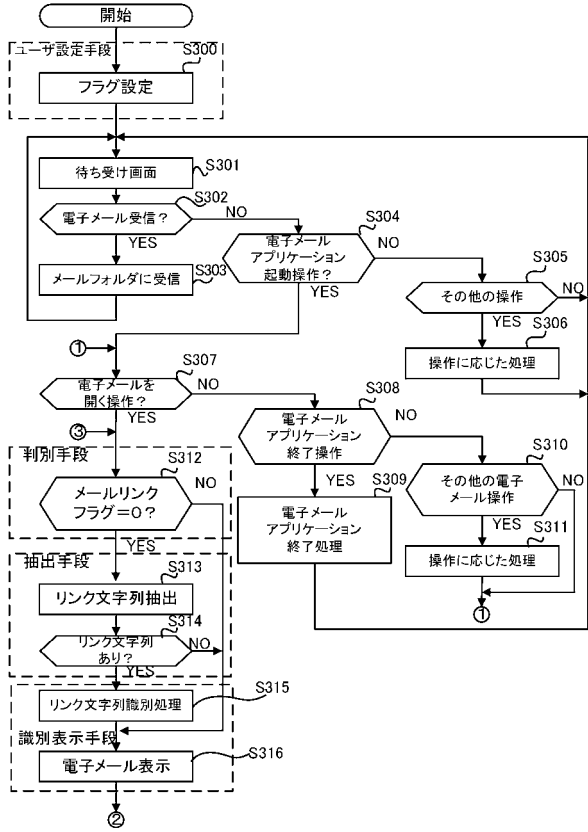 開始
ユーザ設定手段
S300
フラグ設定
待ち受け画面
S301
S302
電子メール受信？
NO
YES
メールフォルダに受信
S303
S304
電子メール
アプリケーション
起動操作？
NO
YES
S305
その他の操作
NO
YES
S306
操作に応じた処理
①
S307
電子メールを
開く操作？
NO
YES
③
S308
電子メール
アプリケーション
終了操作
NO
YES
S309
電子メール
アプリケーション
終了処理
S310
その他の電子
メール操作
NO
YES
S311
操作に応じた処理
①
判別手段
S312
メールリンク
フラグ=0？
NO
YES
抽出手段
S313
リンク文字列抽出
S314
リンク文字列
あり？
NO
YES
リンク文字列識別処理
S315
識別表示手段
電子メール表示
S316
②